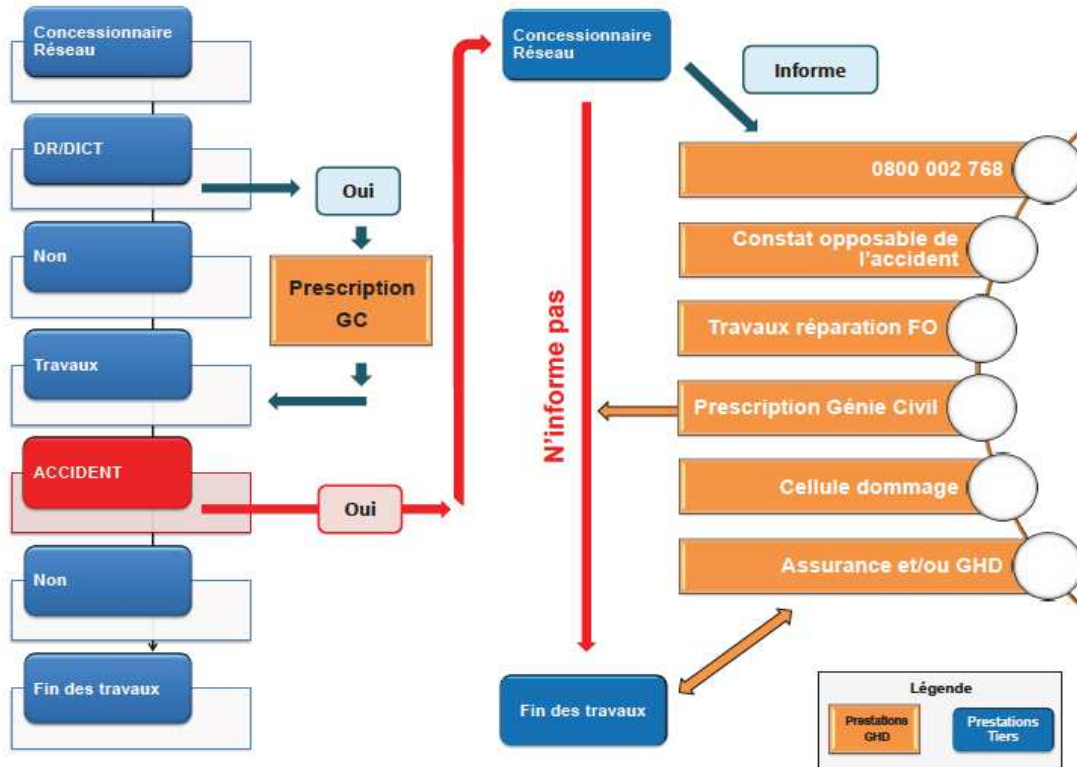 Concessionnaire
Réseau
DR/DICT
Oui
Non
Prescription
GC
Travaux
ACCIDENT
Oui
Non
Fin des travaux
Concessionnaire
Réseau
Informe
N'informe pas
0800 002 768
Constat opposable de
l'accident
Travaux réparation FO
Prescription Génie Civil
Cellule dommage
Assurance et/ou GHD
Fin des travaux
Légende
Prestations
GHD
Prestations
Tiers